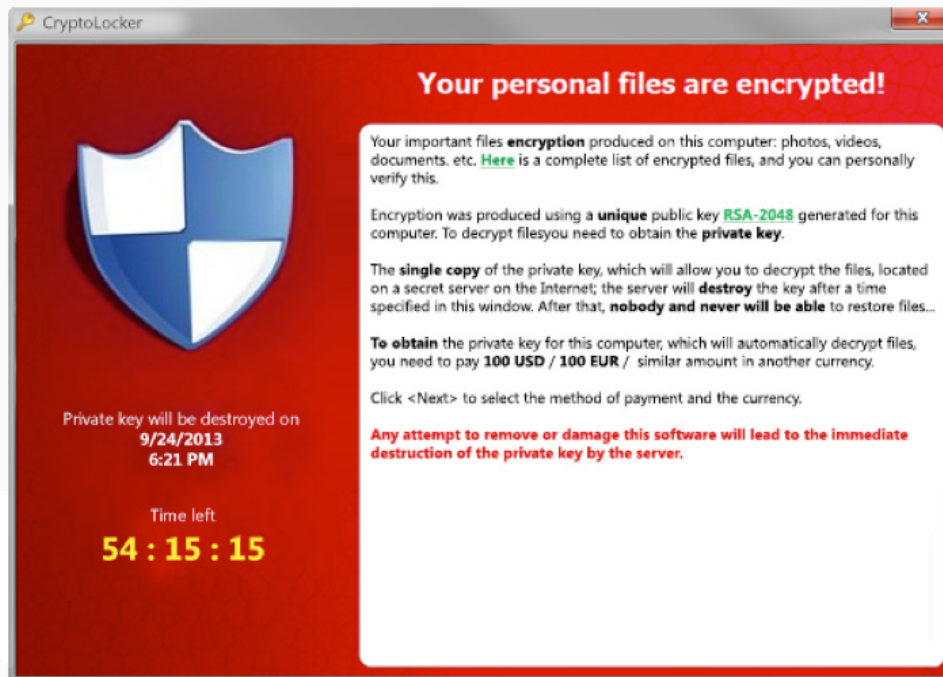 CryptoLocker
Your personal files are encrypted!
Your important files encryption produced on this computer: photos, videos,
documents. etc. Here is a complete list of encrypted files, and you can personally
verify this.
Encryption was produced using a unique public key RSA-2048 generated for this
computer. To decrypt filesyou need to obtain the private key.
The single copy of the private key, which will allow you to decrypt the files, located
on a secret server on the Internet; the server will destroy the key after a time
specified in this window. After that, nobody and never will be able to restore files...
To obtain the private key for this computer, which will automatically decrypt files,
you need to pay 100 USD / 100 EUR / similar amount in another currency.
Click <Next> to select the method of payment and the currency.
Any attempt to remove or damage this software will lead to the immediate
destruction of the private key by the server.
Private key will be destroyed on
9/24/2013
6:21 PM
Time left
54 : 15 : 15